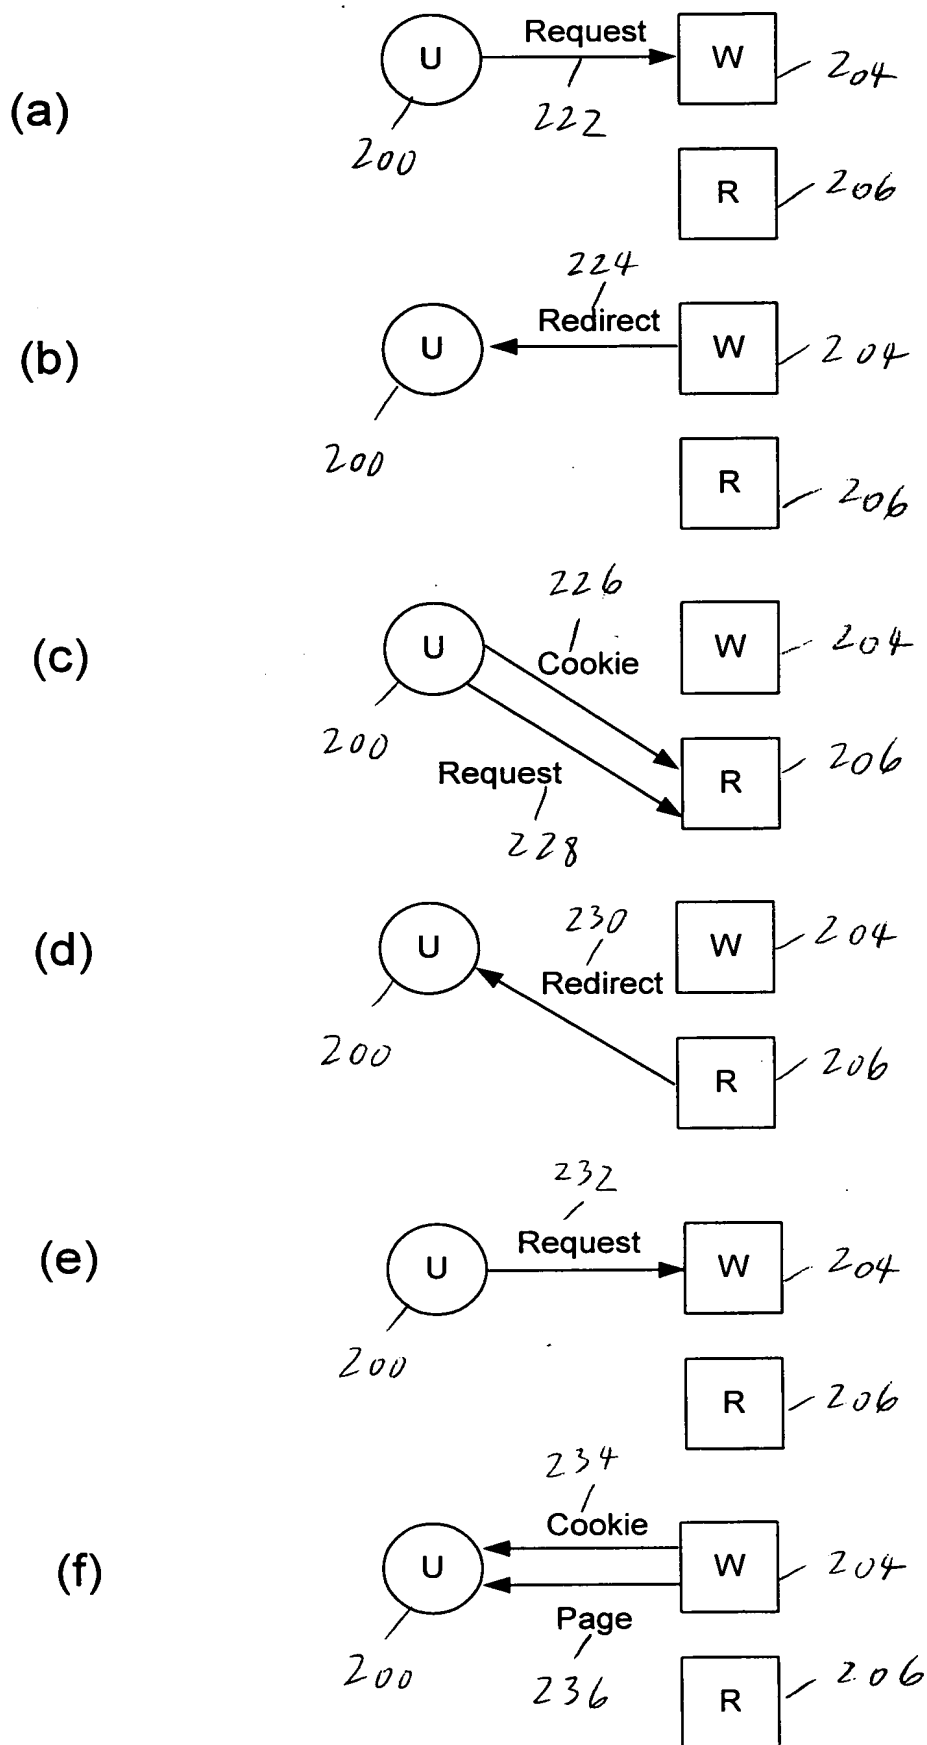 Request
U
W
204
(a)
222
200
R
206
224
Redirect
(b)
U
W
204
200
R
206
226
(c)
U
Cookie
W
204
200
Request
R
206
228
230
(d)
U
W
204
Redirect
200
R
206
232
(e)
Request
U
W
204
200
R
206
234
Cookie
(f)
U
W
204
Page
200
236
R
206